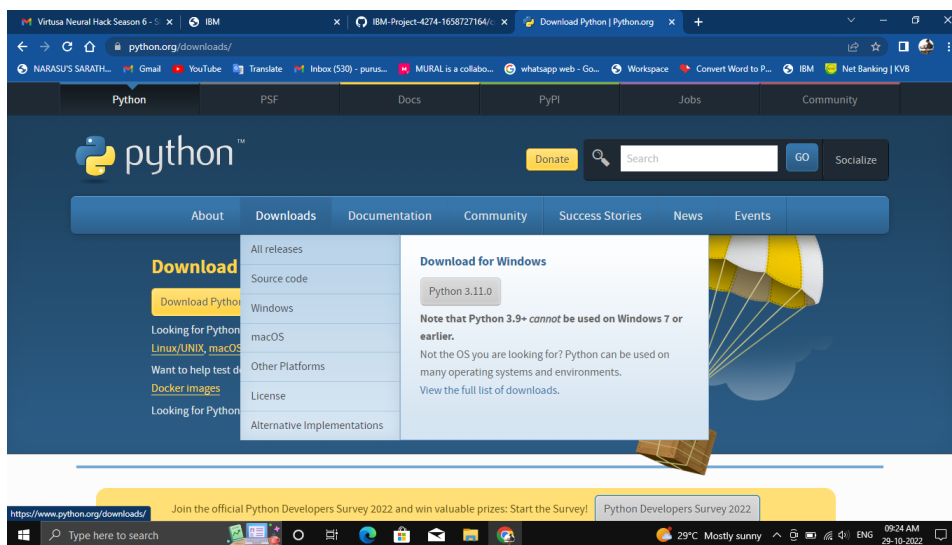 Virtusa Neural Hack Season 6 - S
IBM
IBM-Project-4274-1658727164/c
Download Python | Python.org
python.org/downloads/
NARASU'S SARATH...
Gmail
YouTube
Translate
Inbox (530) - purus...
MURAL is a collabo...
whatsapp web - Go...
Workspace
Convert Word to P...
IBM
Net Banking | KVB
Python
PSF
Docs
PyPI
Jobs
Community
python™
Donate
Search
GO
Socialize
About
Downloads
Documentation
Community
Success Stories
News
Events
All releases
Source code
Windows
macOS
Other Platforms
License
Alternative Implementations
Download for Windows
Python 3.11.0
Note that Python 3.9+ cannot be used on Windows 7 or
earlier.
Not the OS you are looking for? Python can be used on
many operating systems and environments.
View the full list of downloads.
Download
Download Pytho
Looking for Python
Linux/UNIX, macOS
Want to help test d
Docker images
Looking for Python
Join the official Python Developers Survey 2022 and win valuable prizes: Start the Survey!
Python Developers Survey 2022
https://www.python.org/downloads/
Type here to search
29°C Mostly sunny
ENG
09:24 AM
29-10-2022